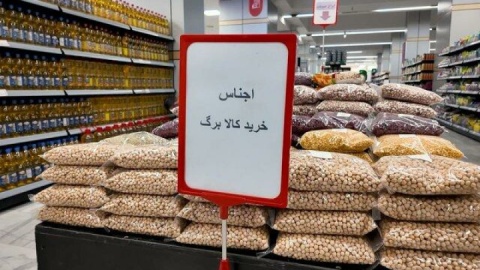 اجناس
خرید کالا برگ